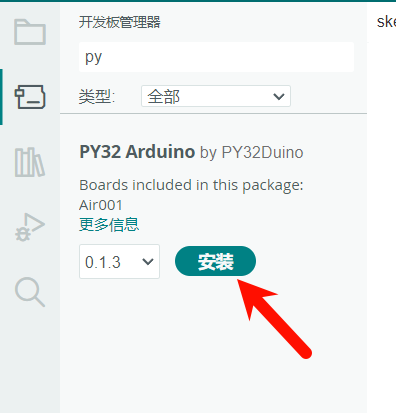 开发板管理器
ske
py
类型:
全部
PY32 Arduino by PY32Duino
Boards included in this package:
Air001
更多信息
0.1.3
安装